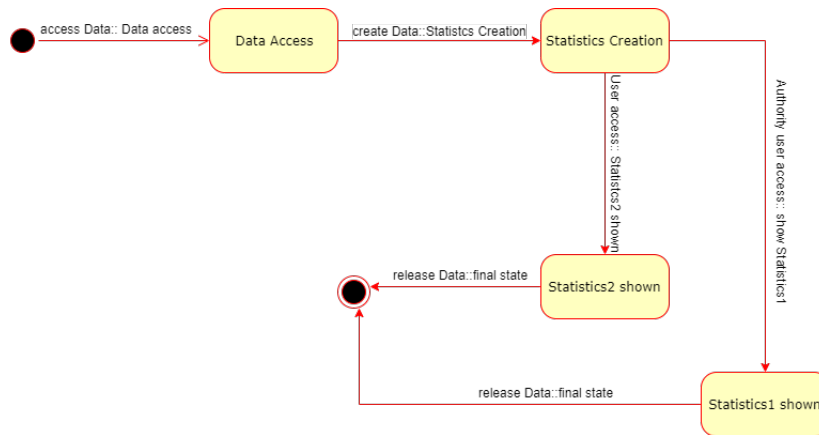 access Data:: Data access
Data Access
create Data::Statistcs Creation
Statistics Creation
User access:: Statistcs2 shown
Authority user access:: show Statistics1
release Data::final state
Statistics2 shown
release Data::final state
Statistics1 shown